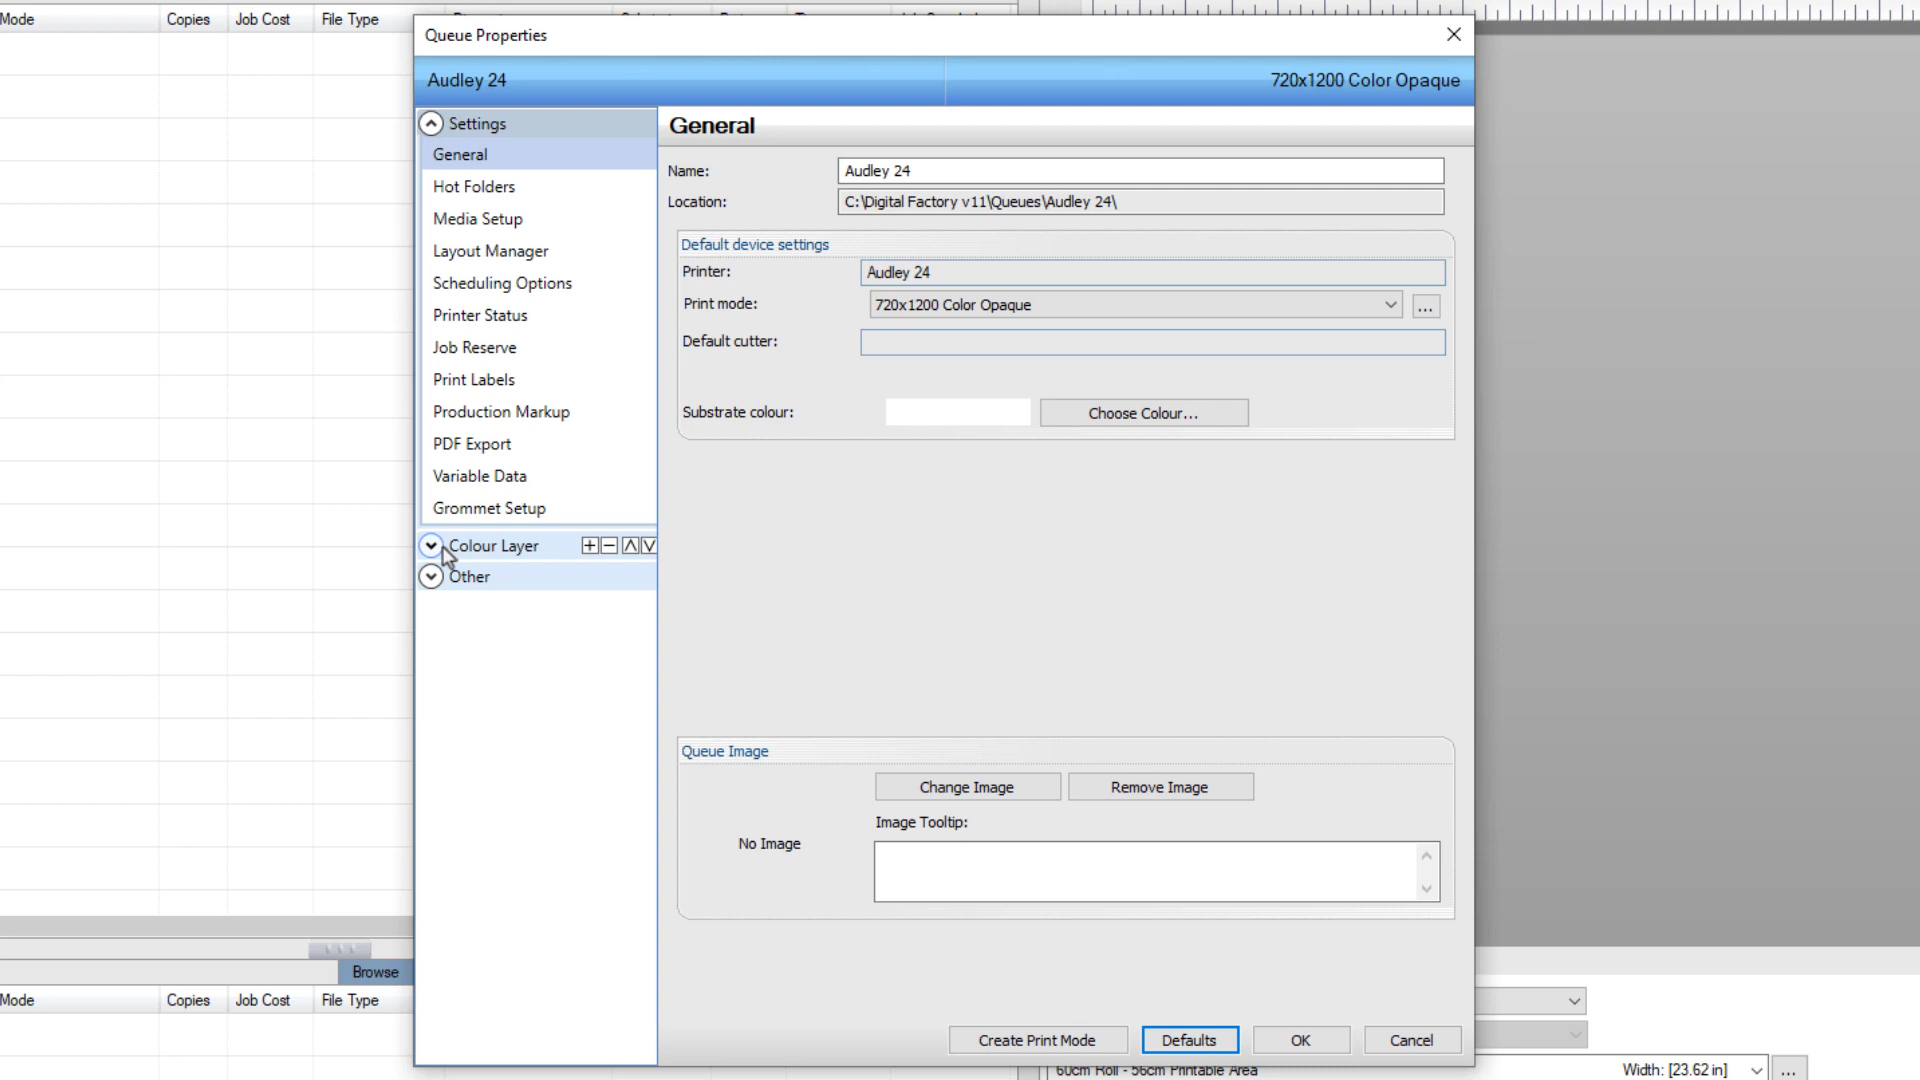 Mode Copies Job Cost File Type
Queue Properties
Audley 24 720x1200 Color Opaque
Settings
General
Hot Folders
Media Setup
Layout Manager
Scheduling Options
Printer Status
Job Reserve
Print Labels
Production Markup
PDF Export
Variable Data
Grommet Setup
Colour Layer
Other
General
Name: Audley 24
Location: C:\Digital Factory v11\Queues\Audley 24\
Default device settings
Printer: Audley 24
Print mode: 720x1200 Color Opaque ...
Default cutter:
Substrate colour: Choose Colour...
Queue Image
Change Image Remove Image
Image Tooltip:
No Image
Browse
Mode Copies Job Cost File Type
Create Print Mode Defaults OK Cancel
60cm Roll - 56cm Printable Area Width: [23.62 in] ...